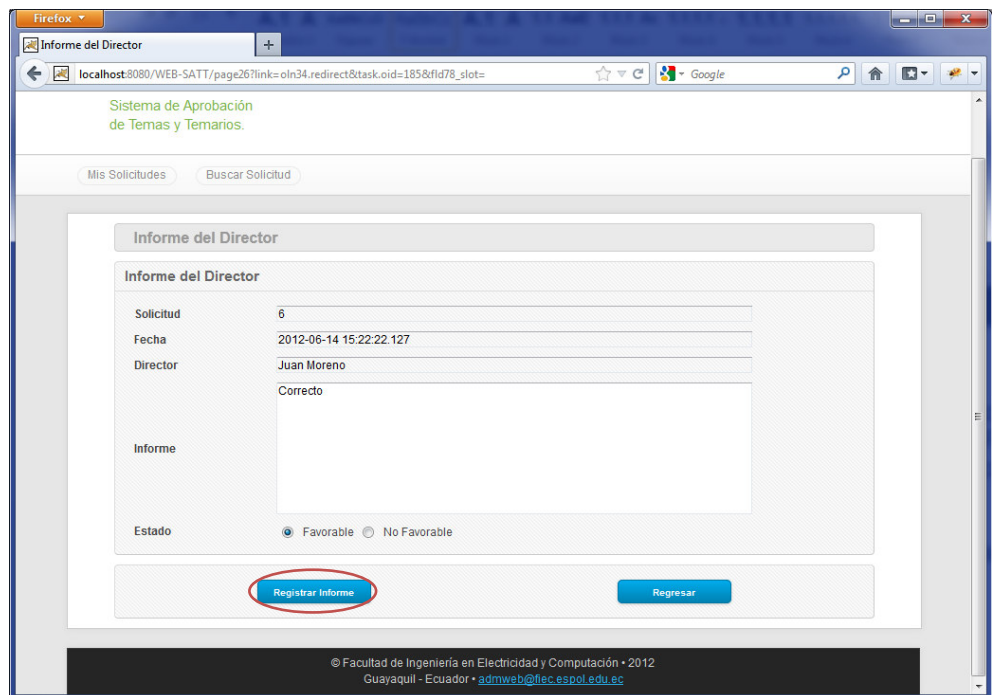 Firefox
Informe del Director
localhost:8080/WEB-SATT/page26?link=oln34.redirect&task.oid=185&fld78_slot=
Google
Sistema de Aprobación
de Temas y Temarios.
Mis Solicitudes
Buscar Solicitud
Informe del Director
Informe del Director
Solicitud
6
Fecha
2012-06-14 15:22:22.127
Director
Juan Moreno
Correcto
Informe
Estado
Favorable
No Favorable
Registrar Informe
Regresar
© Facultad de Ingeniería en Electricidad y Computación • 2012
Guayaquil - Ecuador • admweb@fiec.espol.edu.ec